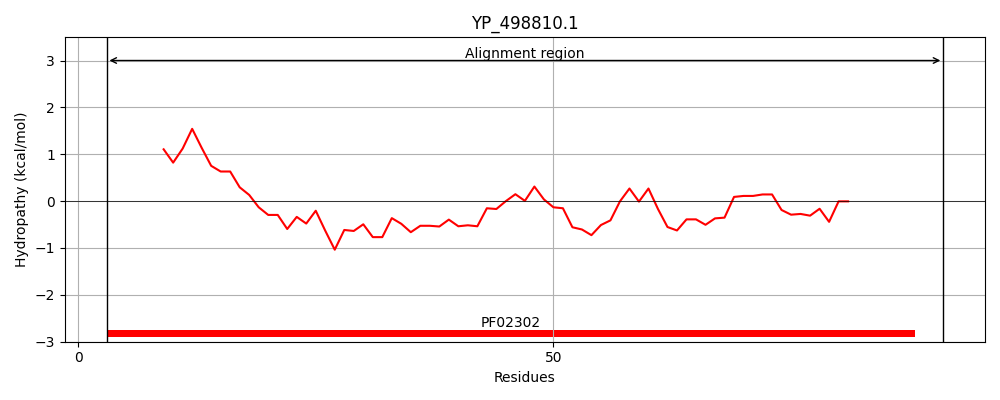 YP_498810.1
Alignment region
3
2
1
0
−1
−2
−3
Hydropathy (kcal/mol)
PF02302
0
50
Residues